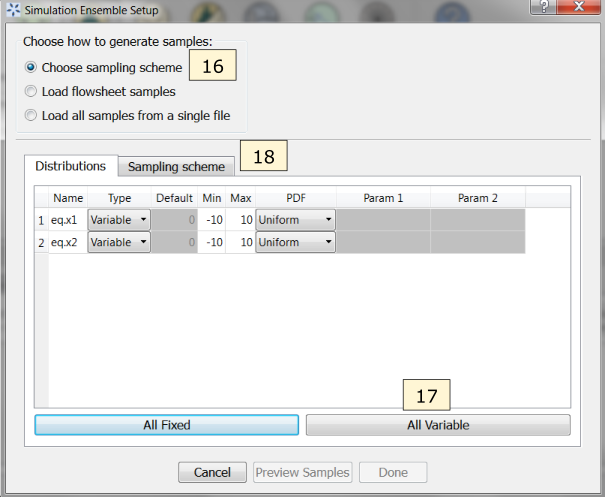 Simulation Ensemble Setup
? X
Choose how to generate samples:
Choose sampling scheme
16
Load flowsheet samples
Load all samples from a single file
18
Distributions Sampling scheme
Name Type Default Min Max PDF Param 1 Param 2
1 eq.x1 Variable 0 -10 10 Uniform
2 eq.x2 Variable 0 -10 10 Uniform
17
All Fixed All Variable
Cancel Preview Samples Done